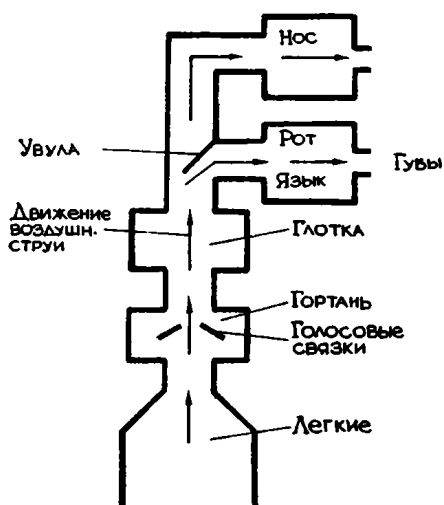 Нос
Рот
Язык
Увула
Губы
Движение
воздушн.
струи
Глотка
Гортань
Голосовые
связки
Легкие